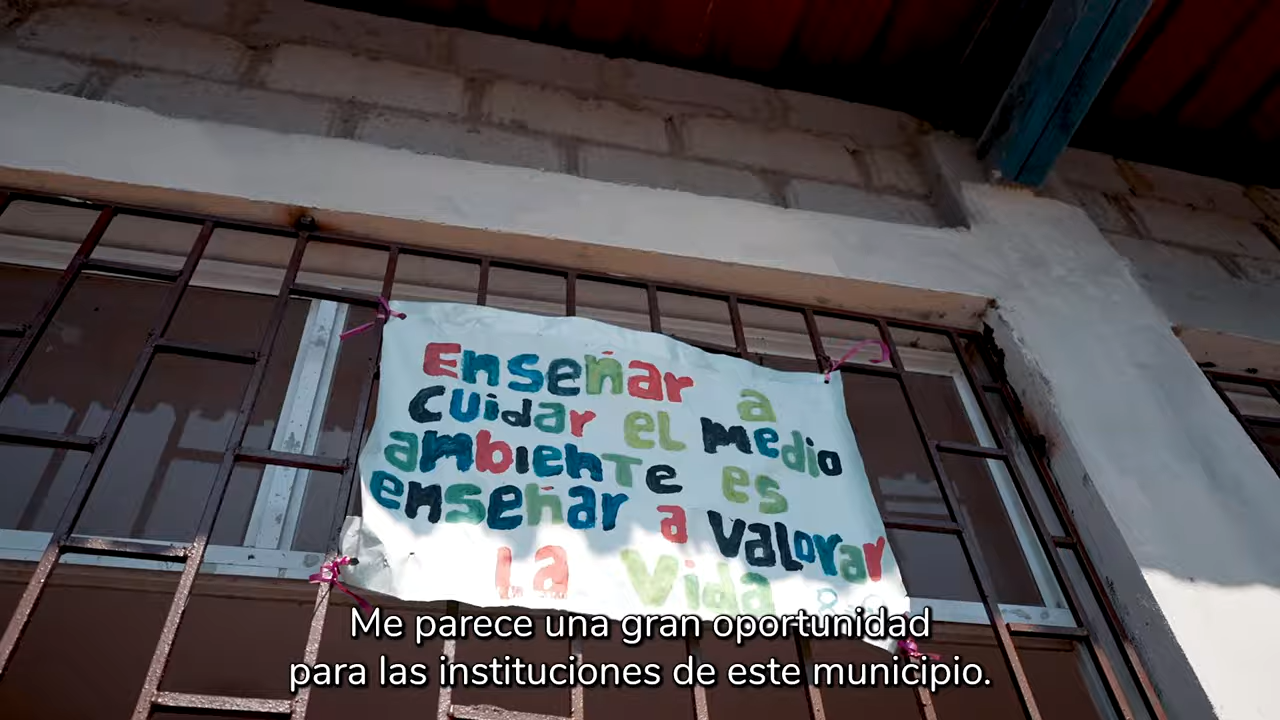 Enseñar a
cuidar el medio
ambiente es
enseñar a valorar
la vida
Me parece una gran oportunidad
para las instituciones de este municipio.